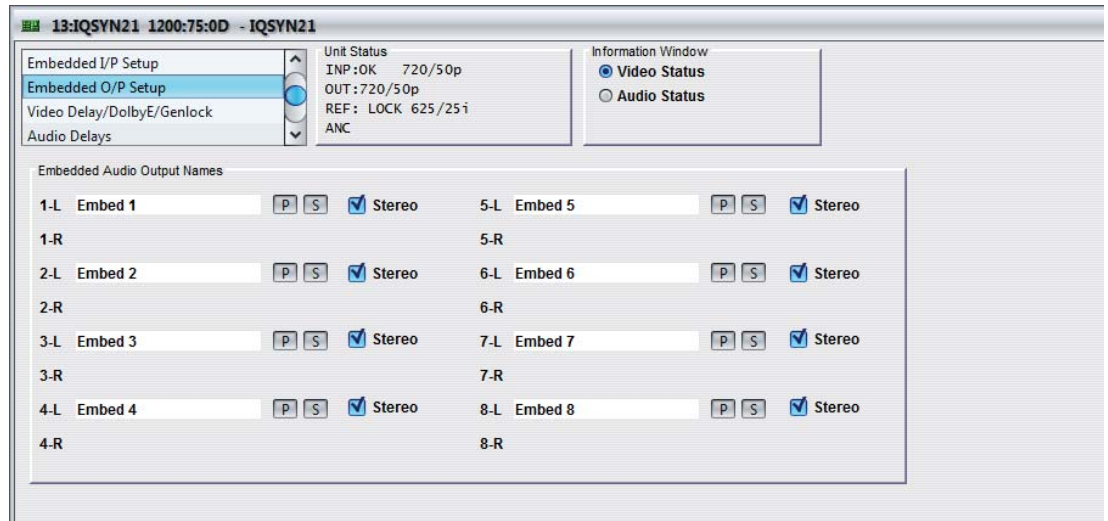 13:IQSYN21 1200:75:0D - IQSYN21
Embedded I/P Setup
Embedded O/P Setup
Video Delay/DolbyE/Genlock
Audio Delays
Unit Status
INP:OK 720/50p
OUT:720/50p
REF: LOCK 625/25i
ANC
Information Window
Video Status
Audio Status
Embedded Audio Output Names
1-L Embed 1 P S Stereo
1-R
2-L Embed 2 P S Stereo
2-R
3-L Embed 3 P S Stereo
3-R
4-L Embed 4 P S Stereo
4-R
5-L Embed 5 P S Stereo
5-R
6-L Embed 6 P S Stereo
6-R
7-L Embed 7 P S Stereo
7-R
8-L Embed 8 P S Stereo
8-R